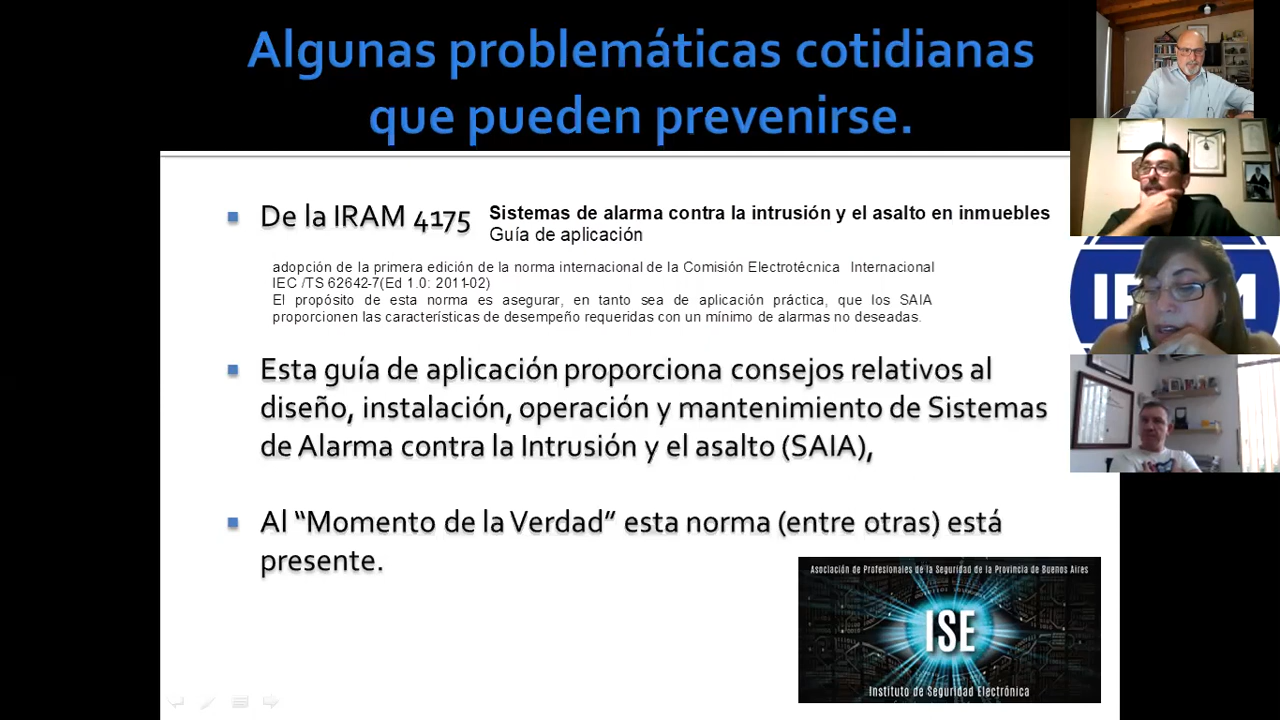 Algunas problemáticas cotidianas
que pueden prevenirse.
De la IRAM 4175
Sistemas de alarma contra la intrusión y el asalto en inmuebles
Guía de aplicación
adopción de la primera edición de la norma internacional de la Comisión Electrotécnica Internacional
IEC /TS 62642-7(Ed 1.0: 2011-02)
El propósito de esta norma es asegurar, en tanto sea de aplicación práctica, que los SAIA
proporcionen las características de desempeño requeridas con un mínimo de alarmas no deseadas.
Esta guía de aplicación proporciona consejos relativos al
diseño, instalación, operación y mantenimiento de Sistemas
de Alarma contra la Intrusión y el asalto (SAIA),
Al “Momento de la Verdad” esta norma (entre otras) está
presente.
Asociación de Profesionales de la Seguridad de la Provincia de Buenos Aires
ISE
Instituto de Seguridad Electrónica